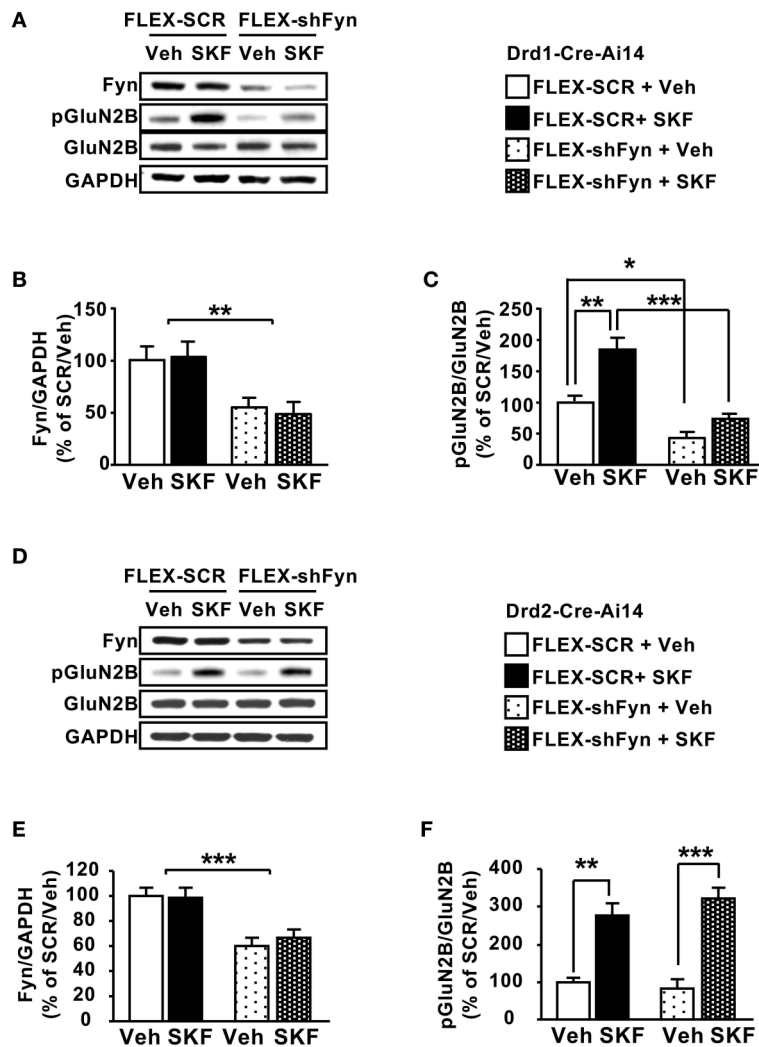 A
FLEX-SCR FLEX-shFyn
Veh SKF Veh SKF
Fyn
pGluN2B
GluN2B
GAPDH
Drd1-Cre-Ai14
FLEX-SCR + Veh
FLEX-SCR+ SKF
FLEX-shFyn + Veh
FLEX-shFyn + SKF
B
Fyn/GAPDH
(% of SCR/Veh)
150
100
50
0
**
Veh SKF Veh SKF
C
pGluN2B/GluN2B
(% of SCR/Veh)
250
200
150
100
50
0
*
** ***
Veh SKF Veh SKF
D
FLEX-SCR FLEX-shFyn
Veh SKF Veh SKF
Fyn
pGluN2B
GluN2B
GAPDH
Drd2-Cre-Ai14
FLEX-SCR + Veh
FLEX-SCR+ SKF
FLEX-shFyn + Veh
FLEX-shFyn + SKF
E
Fyn/GAPDH
(% of SCR/Veh)
120
100
80
60
40
20
0
***
Veh SKF Veh SKF
F
pGluN2B/GluN2B
(% of SCR/Veh)
400
300
200
100
0
** ***
Veh SKF Veh SKF